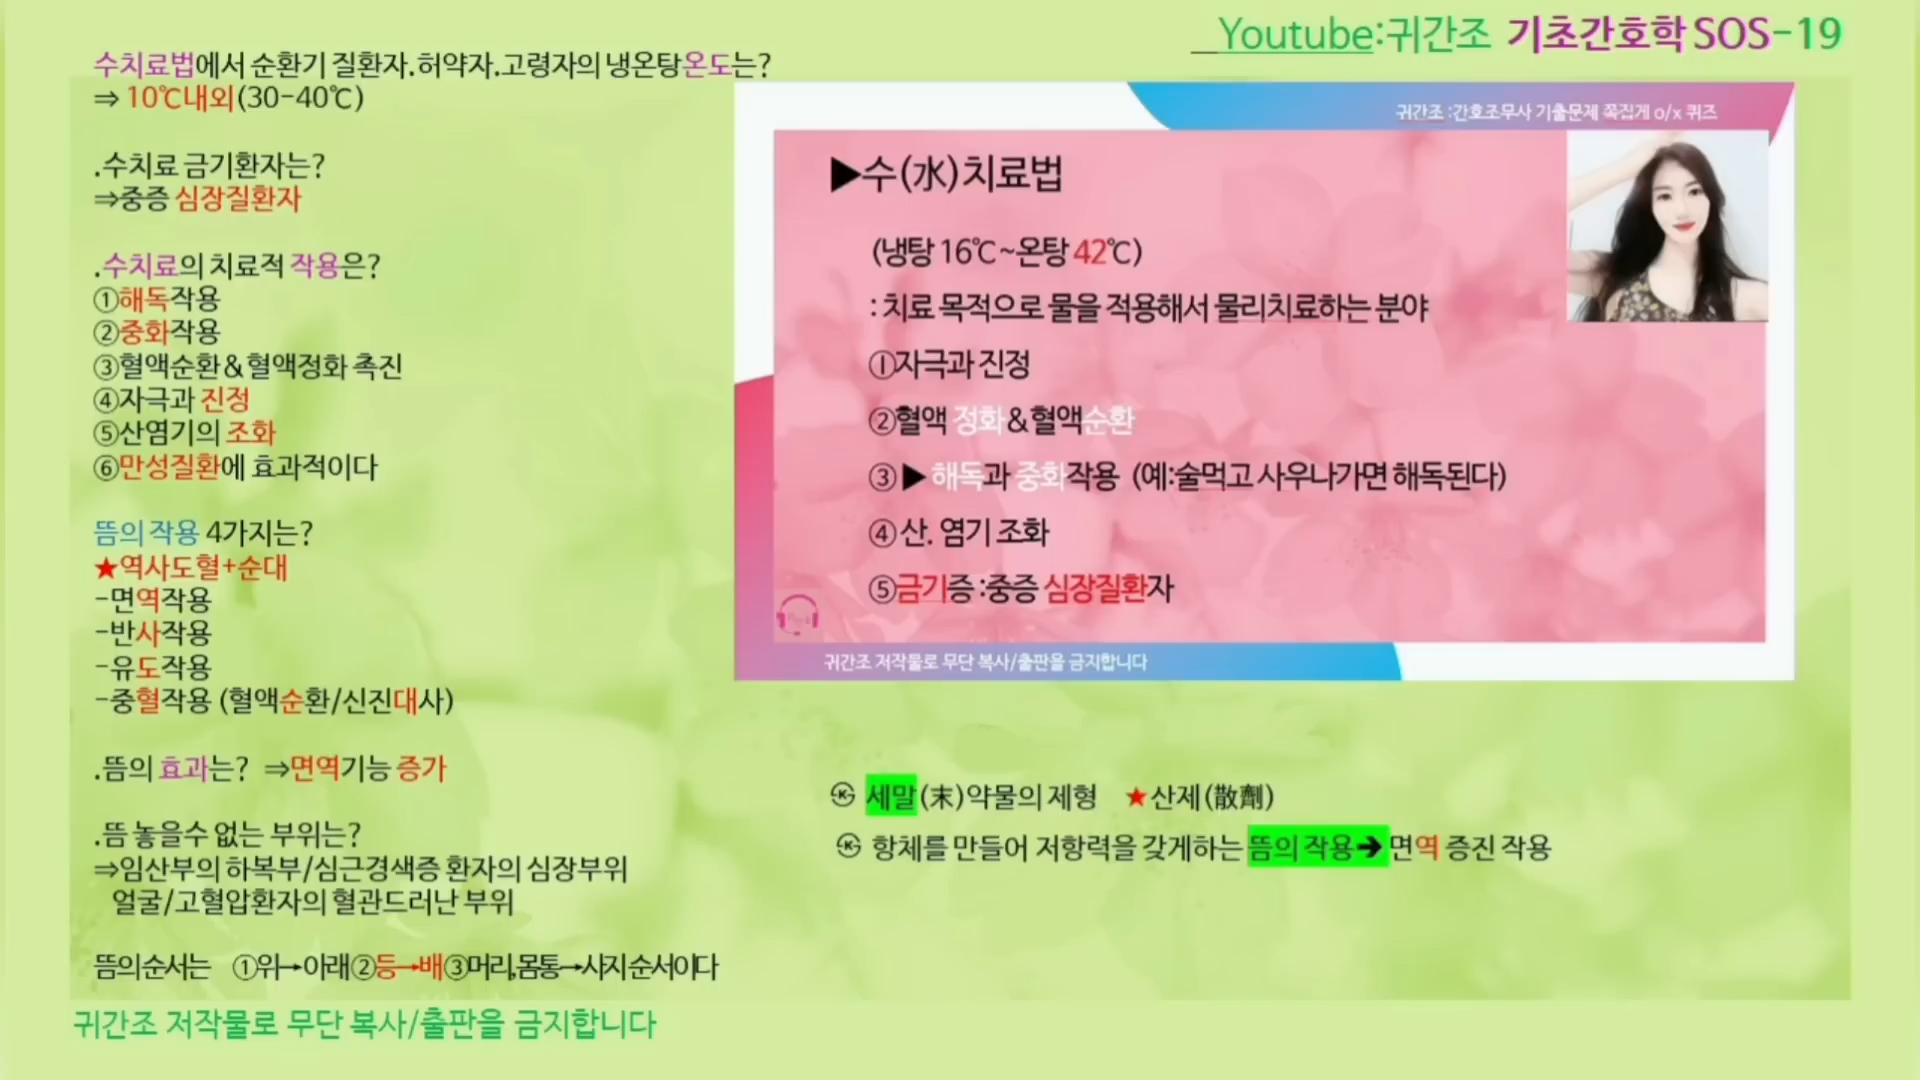 Youtube:귀간조 기초간호학 SOS-19
수치료법에서 순환기 질환자.허약자.고령자의 냉온탕온도는?
⇒ 10℃내외(30-40℃)
.수치료 금기환자는?
⇒중증 심장질환자
.수치료의 치료적 작용은?
①해독작용
②중화작용
③혈액순환&혈액정화 촉진
④자극과 진정
⑤산염기의 조화
⑥만성질환에 효과적이다
뜸의 작용 4가지는?
★역사도혈+순대
-면역작용
-반사작용
-유도작용
-중혈작용 (혈액순환/신진대사)
.뜸의 효과는? ⇒면역기능 증가
.뜸 놓을수 없는 부위는?
⇒임산부의 하복부/심근경색증 환자의 심장부위
얼굴/고혈압환자의 혈관드러난 부위
뜸의순서는 ①위→아래②등→배③머리,몸통→사지 순서이다
귀간조 :간호조무사 기출문제 쪽집게 o/x 퀴즈
▶수(水)치료법
(냉탕 16℃~온탕 42℃)
: 치료 목적으로 물을 적용해서 물리치료하는 분야
①자극과 진정
②혈액 정화&혈액순환
③▶ 해독과 중화작용 (예:술먹고 사우나가면 해독된다)
④ 산. 염기 조화
⑤금기증 :중증 심장질환자
귀간조 저작물로 무단 복사/출판을 금지합니다
㉿ 세말(末)약물의 제형 ★산제(散劑)
㉿ 항체를 만들어 저항력을 갖게하는 뜸의 작용➔ 면역 증진 작용
귀간조 저작물로 무단 복사/출판을 금지합니다